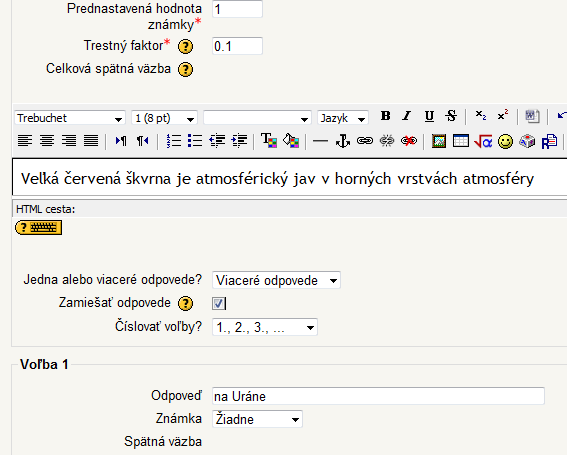 Prednastavená hodnota známky* 1
Trestný faktor* ? 0.1
Celková spätná väzba ?
Trebuchet 1 (8 pt) Jazyk B I U S x₂ x² W
HTML cesta:
Veľká červená škvrna je atmosférický jav v horných vrstvách atmosféry
?
Jedna alebo viaceré odpovede? Viaceré odpovede
Zamiešať odpovede ?
Číslovať voľby? 1., 2., 3., ...
Voľba 1
Odpoveď na Uráne
Známka Žiadne
Spätná väzba